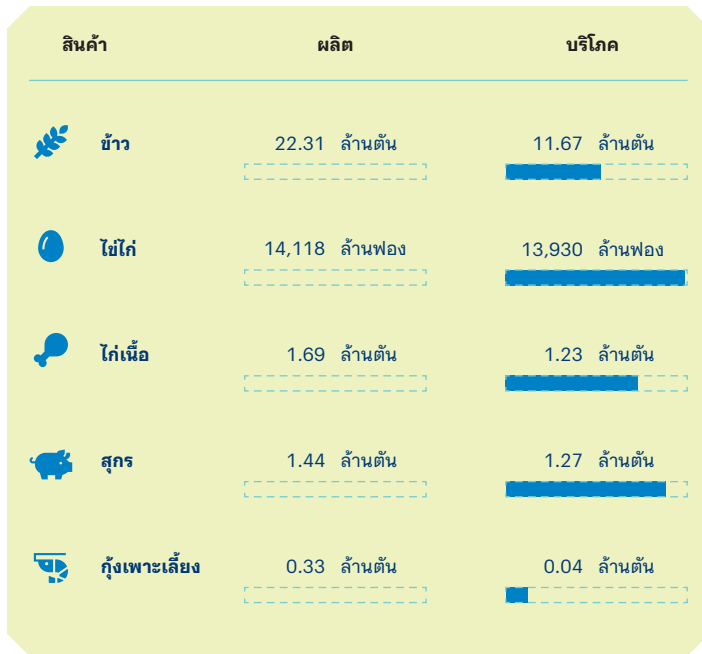 สินค้า ผลิต บริโภค
ข้าว 22.31 ล้านตัน 11.67 ล้านตัน
ไข่ไก่ 14,118 ล้านฟอง 13,930 ล้านฟอง
ไก่เนื้อ 1.69 ล้านตัน 1.23 ล้านตัน
สุกร 1.44 ล้านตัน 1.27 ล้านตัน
กุ้งเพาะเลี้ยง 0.33 ล้านตัน 0.04 ล้านตัน